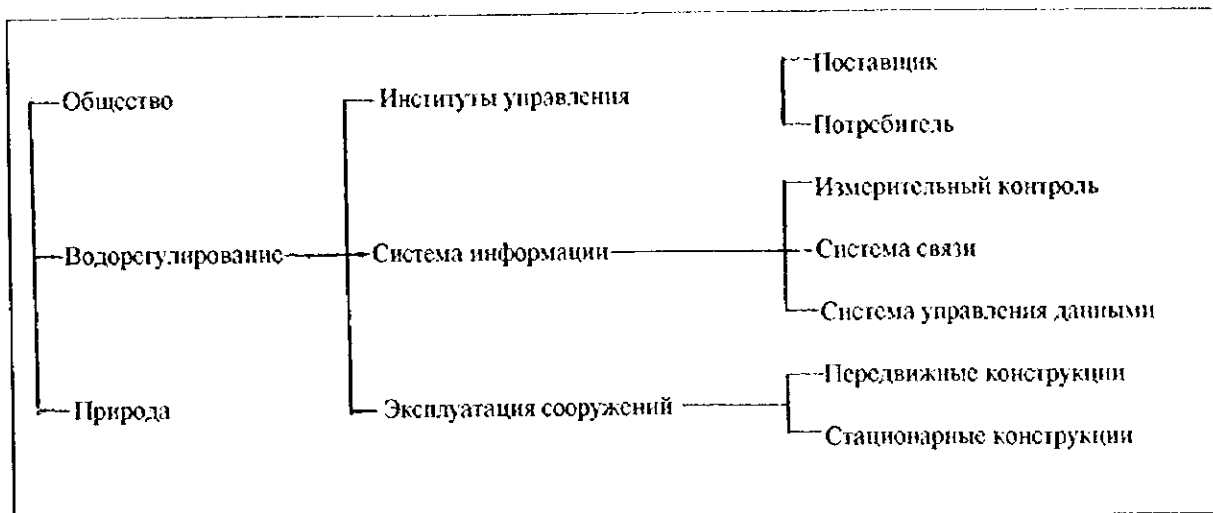 Общество
Водорегулирование
Природа
Институты управления
Система информации
Эксплуатация сооружений
Поставщик
Потребитель
Измерительный контроль
Система связи
Система управления данными
Передвижные конструкции
Стационарные конструкции